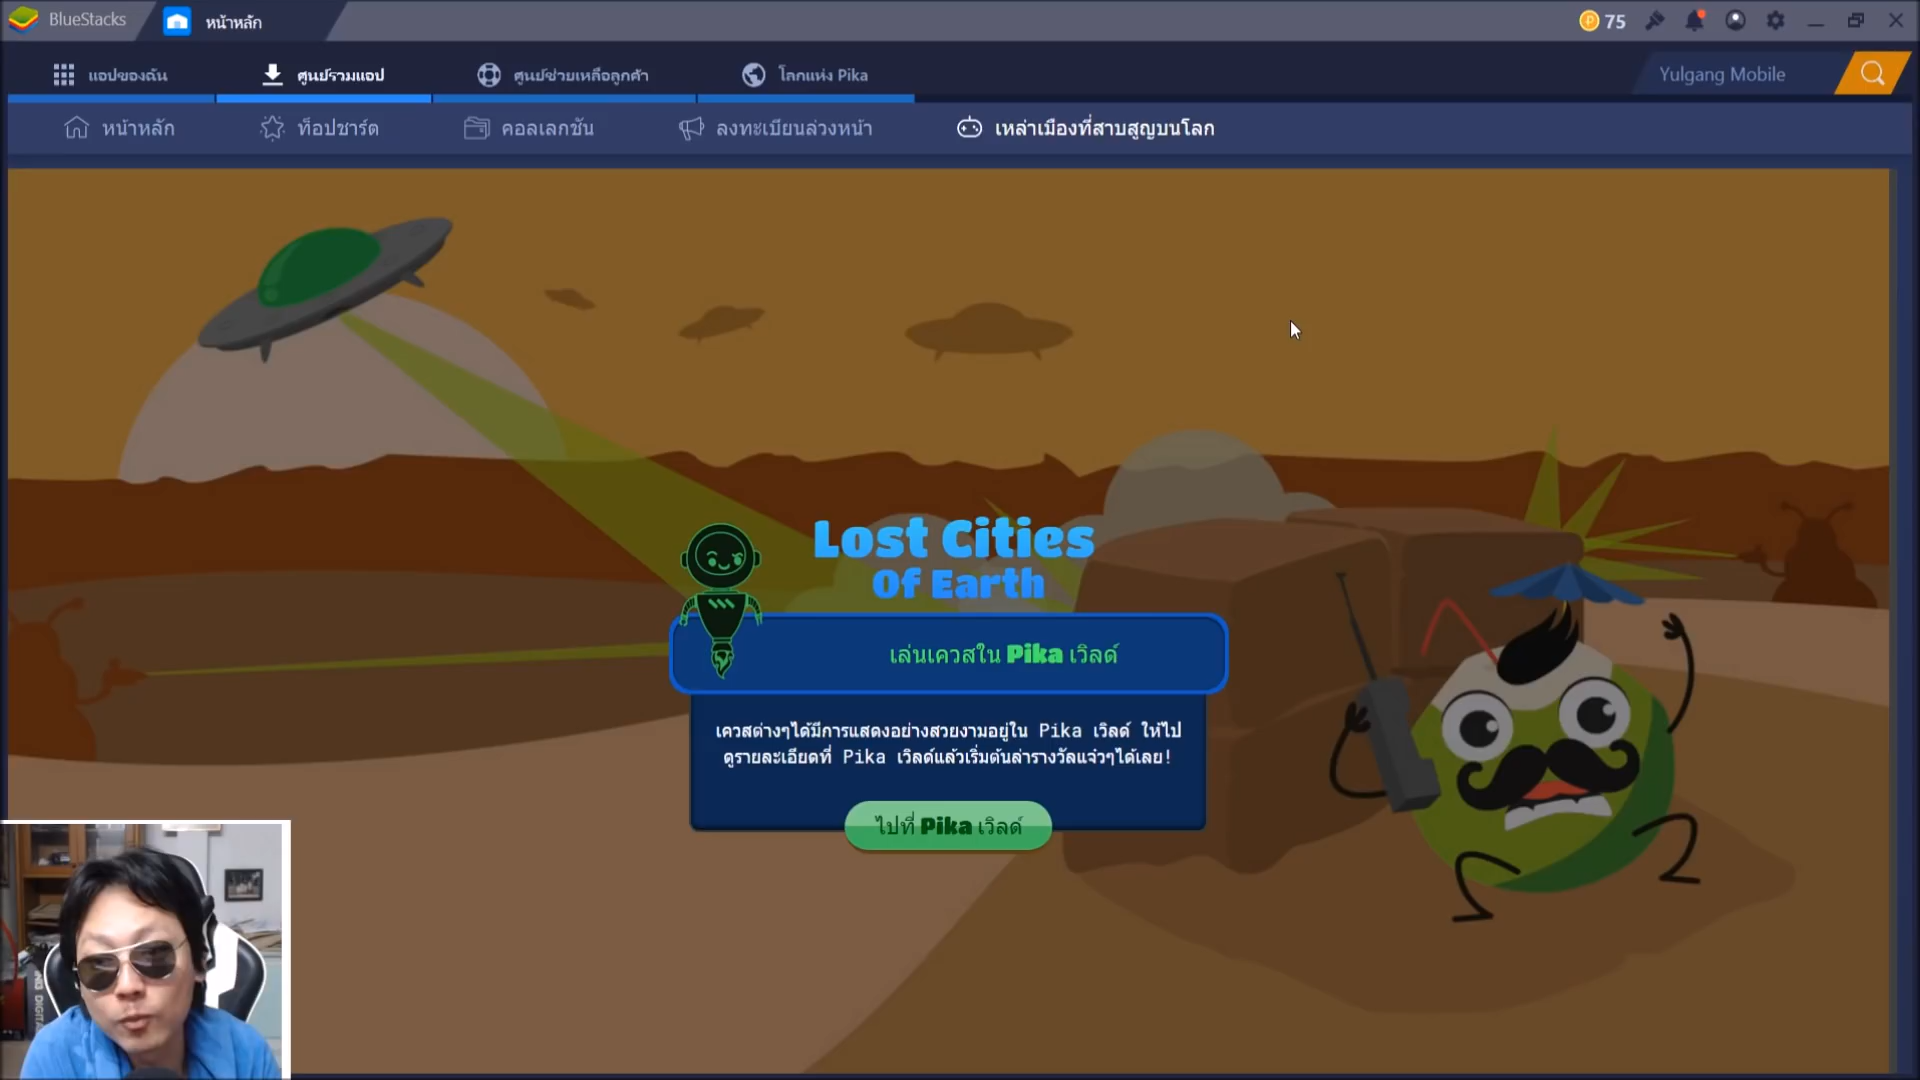 BlueStacks
หน้าหลัก
75
แอปของฉัน
ศูนย์รวมแอป
ศูนย์ช่วยเหลือลูกค้า
โลกแห่ง Pika
Yulgang Mobile
หน้าหลัก
ท็อปชาร์ต
คอลเลกชัน
ลงทะเบียนล่วงหน้า
เหล่าเมืองที่สาบสูญบนโลก
Lost Cities
Of Earth
เล่นเควสใน Pika เวิลด์
เควสต่างๆได้มีการแสดงอย่างสวยงามอยู่ใน Pika เวิลด์ ให้ไป
ดูรายละเอียดที่ Pika เวิลด์แล้วเริ่มต้นล่ารางวัลแจ่วๆได้เลย!
ไปที่ Pika เวิลด์